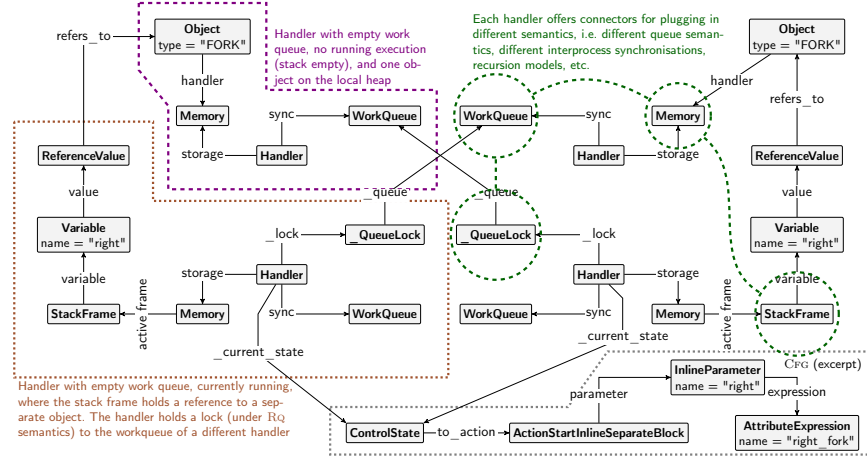 Object
type = "FORK"
refers_to
handler
Handler with empty work
queue, no running execution
(stack empty), and one ob-
ject on the local heap
Each handler offers connectors for plugging in
different semantics, i.e. different queue seman-
tics, different interprocess synchronisations,
recursion models, etc.
Object
type = "FORK"
handler
refers_to
Memory
sync
WorkQueue
WorkQueue
sync
Memory
ReferenceValue
storage
Handler
Handler
storage
ReferenceValue
value
_queue
_queue
value
Variable
name = "right"
_lock
_QueueLock
_QueueLock
_lock
Variable
name = "right"
variable
storage
Handler
Handler
storage
variable
StackFrame
active frame
Memory
sync
WorkQueue
WorkQueue
sync
Memory
active frame
StackFrame
_current_state
_current_state
CFG (excerpt)
Handler with empty work queue, currently running,
where the stack frame holds a reference to a sep-
arate object. The handler holds a lock (under RQ
semantics) to the workqueue of a different handler
InlineParameter
name = "right"
parameter
expression
ControlState
to_action
ActionStartInlineSeparateBlock
AttributeExpression
name = "right_fork"